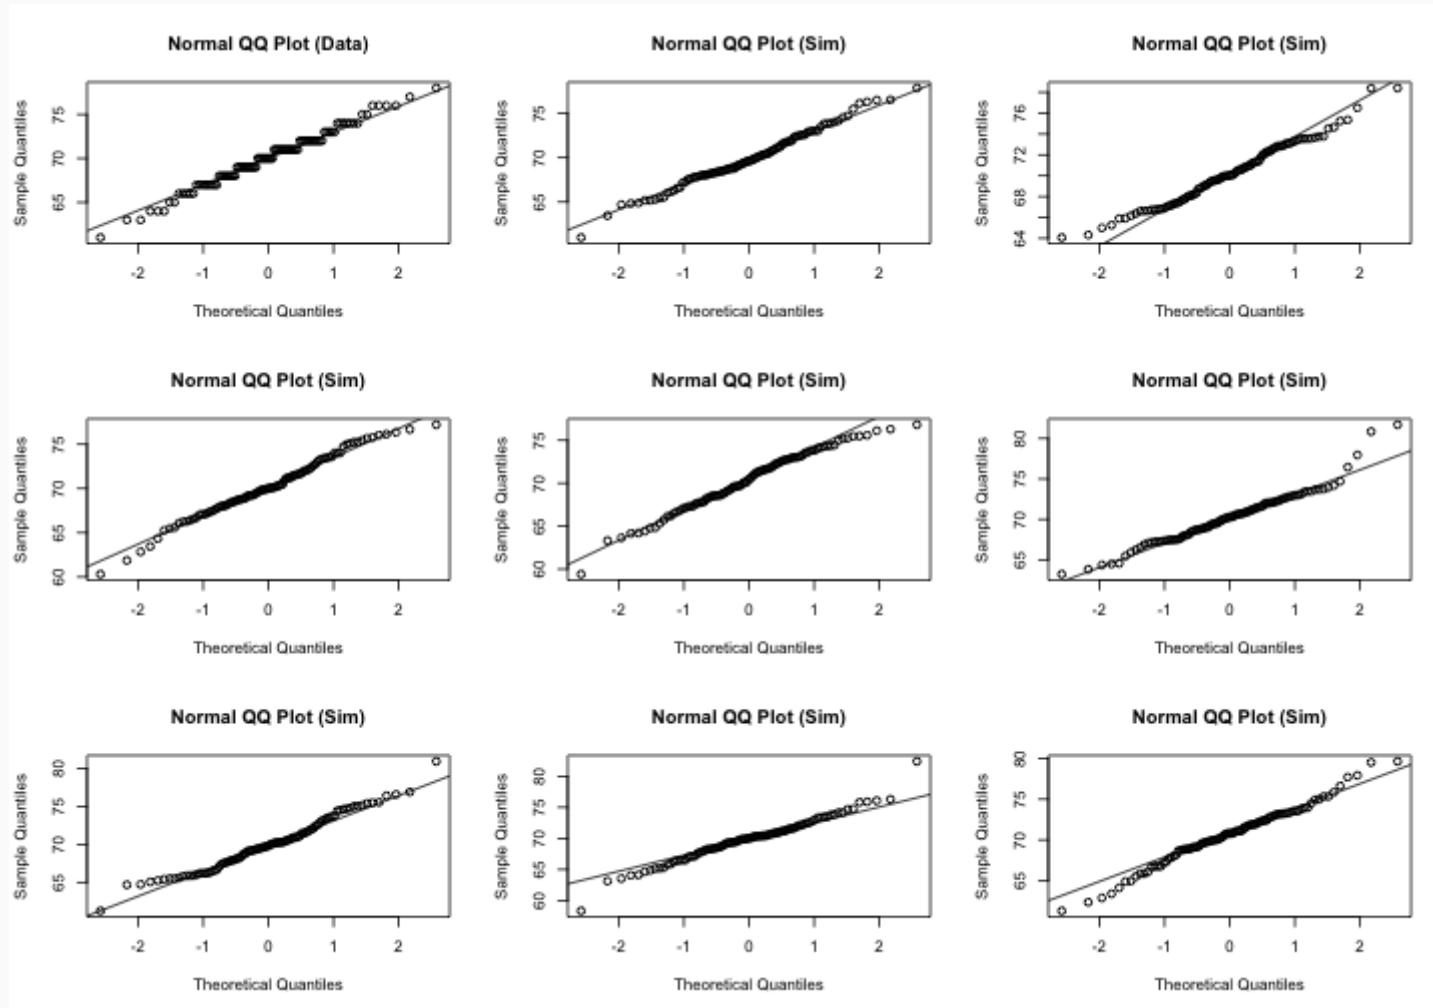 Normal QQ Plot (Data)
Sample Quantiles
75
70
65
-2 -1 0 1 2
Theoretical Quantiles
Normal QQ Plot (Sim)
Sample Quantiles
75
70
65
-2 -1 0 1 2
Theoretical Quantiles
Normal QQ Plot (Sim)
Sample Quantiles
76
72
68
64
-2 -1 0 1 2
Theoretical Quantiles
Normal QQ Plot (Sim)
Sample Quantiles
75
70
65
60
-2 -1 0 1 2
Theoretical Quantiles
Normal QQ Plot (Sim)
Sample Quantiles
75
70
65
60
-2 -1 0 1 2
Theoretical Quantiles
Normal QQ Plot (Sim)
Sample Quantiles
80
75
70
65
-2 -1 0 1 2
Theoretical Quantiles
Normal QQ Plot (Sim)
Sample Quantiles
80
75
70
65
-2 -1 0 1 2
Theoretical Quantiles
Normal QQ Plot (Sim)
Sample Quantiles
80
75
70
65
60
-2 -1 0 1 2
Theoretical Quantiles
Normal QQ Plot (Sim)
Sample Quantiles
80
75
70
65
-2 -1 0 1 2
Theoretical Quantiles